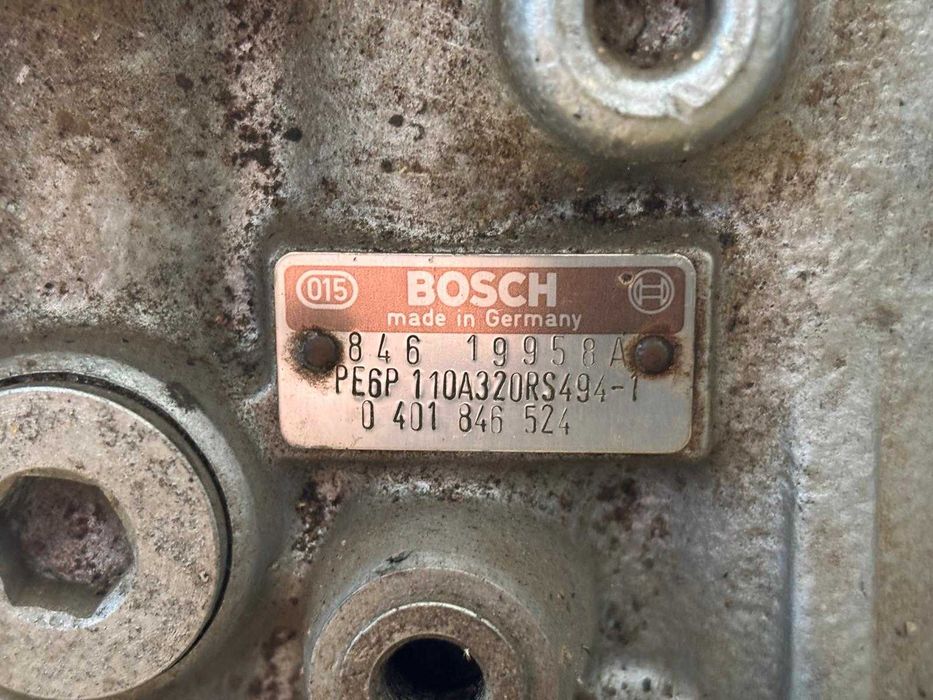 015 BOSCH
made in Germany
846 19958A
PE6P 110A320RS494-1
0 401 846 524